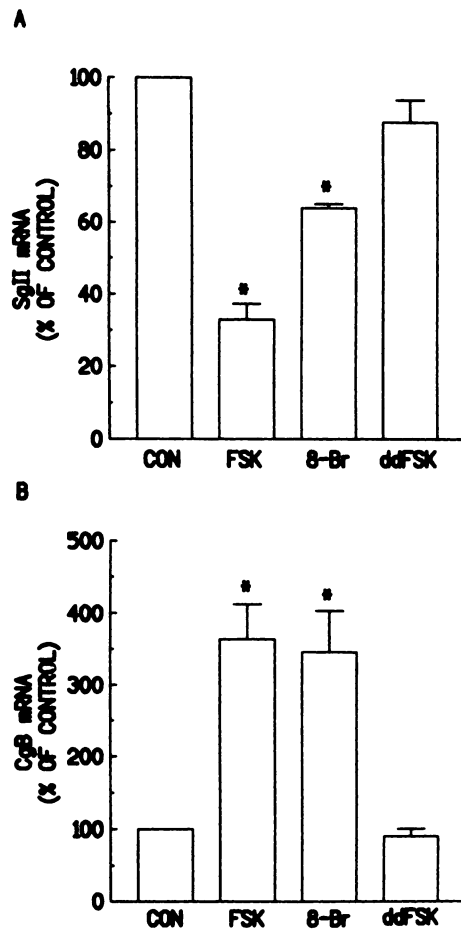 A
SgII mRNA
(% OF CONTROL)
100
80
60
40
20
0
*
*
CON FSK 8-Br ddFSK
B
CgB mRNA
(% OF CONTROL)
500
400
300
200
100
0
*
*
CON FSK 8-Br ddFSK